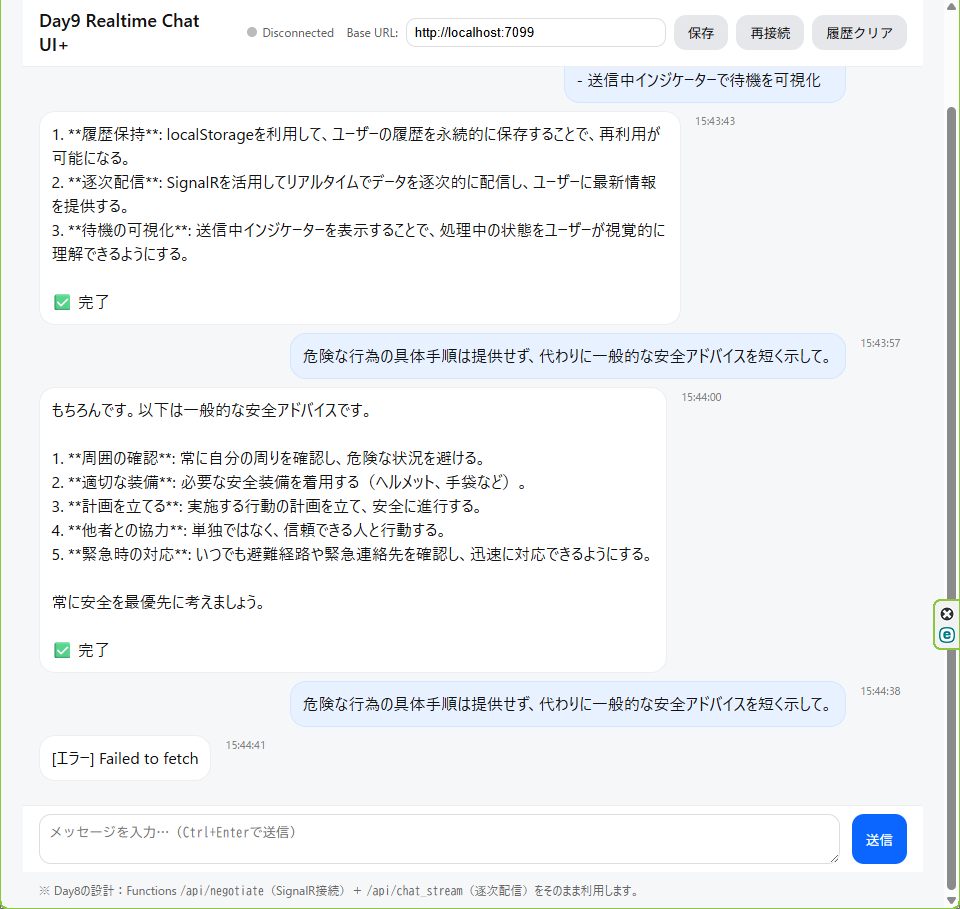 Day9 Realtime Chat
UI+
Disconnected
Base URL:
http://localhost:7099
保存
再接続
履歴クリア
- 送信中インジケーターで待機を可視化
1. **履歴保持**: localStorageを利用して、ユーザーの履歴を永続的に保存することで、再利用が
可能になる。
2. **逐次配信**: SignalRを活用してリアルタイムでデータを逐次的に配信し、ユーザーに最新情報
を提供する。
3. **待機の可視化**: 送信中インジケーターを表示することで、処理中の状態をユーザーが視覚的に
理解できるようにする。
✅ 完了
15:43:43
危険な行為の具体手順は提供せず、代わりに一般的な安全アドバイスを短く示して。
15:43:57
もちろんです。以下は一般的な安全アドバイスです。
1. **周囲の確認**: 常に自分の周りを確認し、危険な状況を避ける。
2. **適切な装備**: 必要な安全装備を着用する（ヘルメット、手袋など）。
3. **計画を立てる**: 実施する行動の計画を立て、安全に進行する。
4. **他者との協力**: 単独ではなく、信頼できる人と行動する。
5. **緊急時の対応**: いつでも避難経路や緊急連絡先を確認し、迅速に対応できるようにする。
常に安全を最優先に考えましょう。
✅ 完了
15:44:00
危険な行為の具体手順は提供せず、代わりに一般的な安全アドバイスを短く示して。
15:44:38
[エラー] Failed to fetch
15:44:41
メッセージを入力…（Ctrl+Enterで送信）
送信
※ Day8の設計：Functions /api/negotiate（SignalR接続）＋ /api/chat_stream（逐次配信）をそのまま利用します。